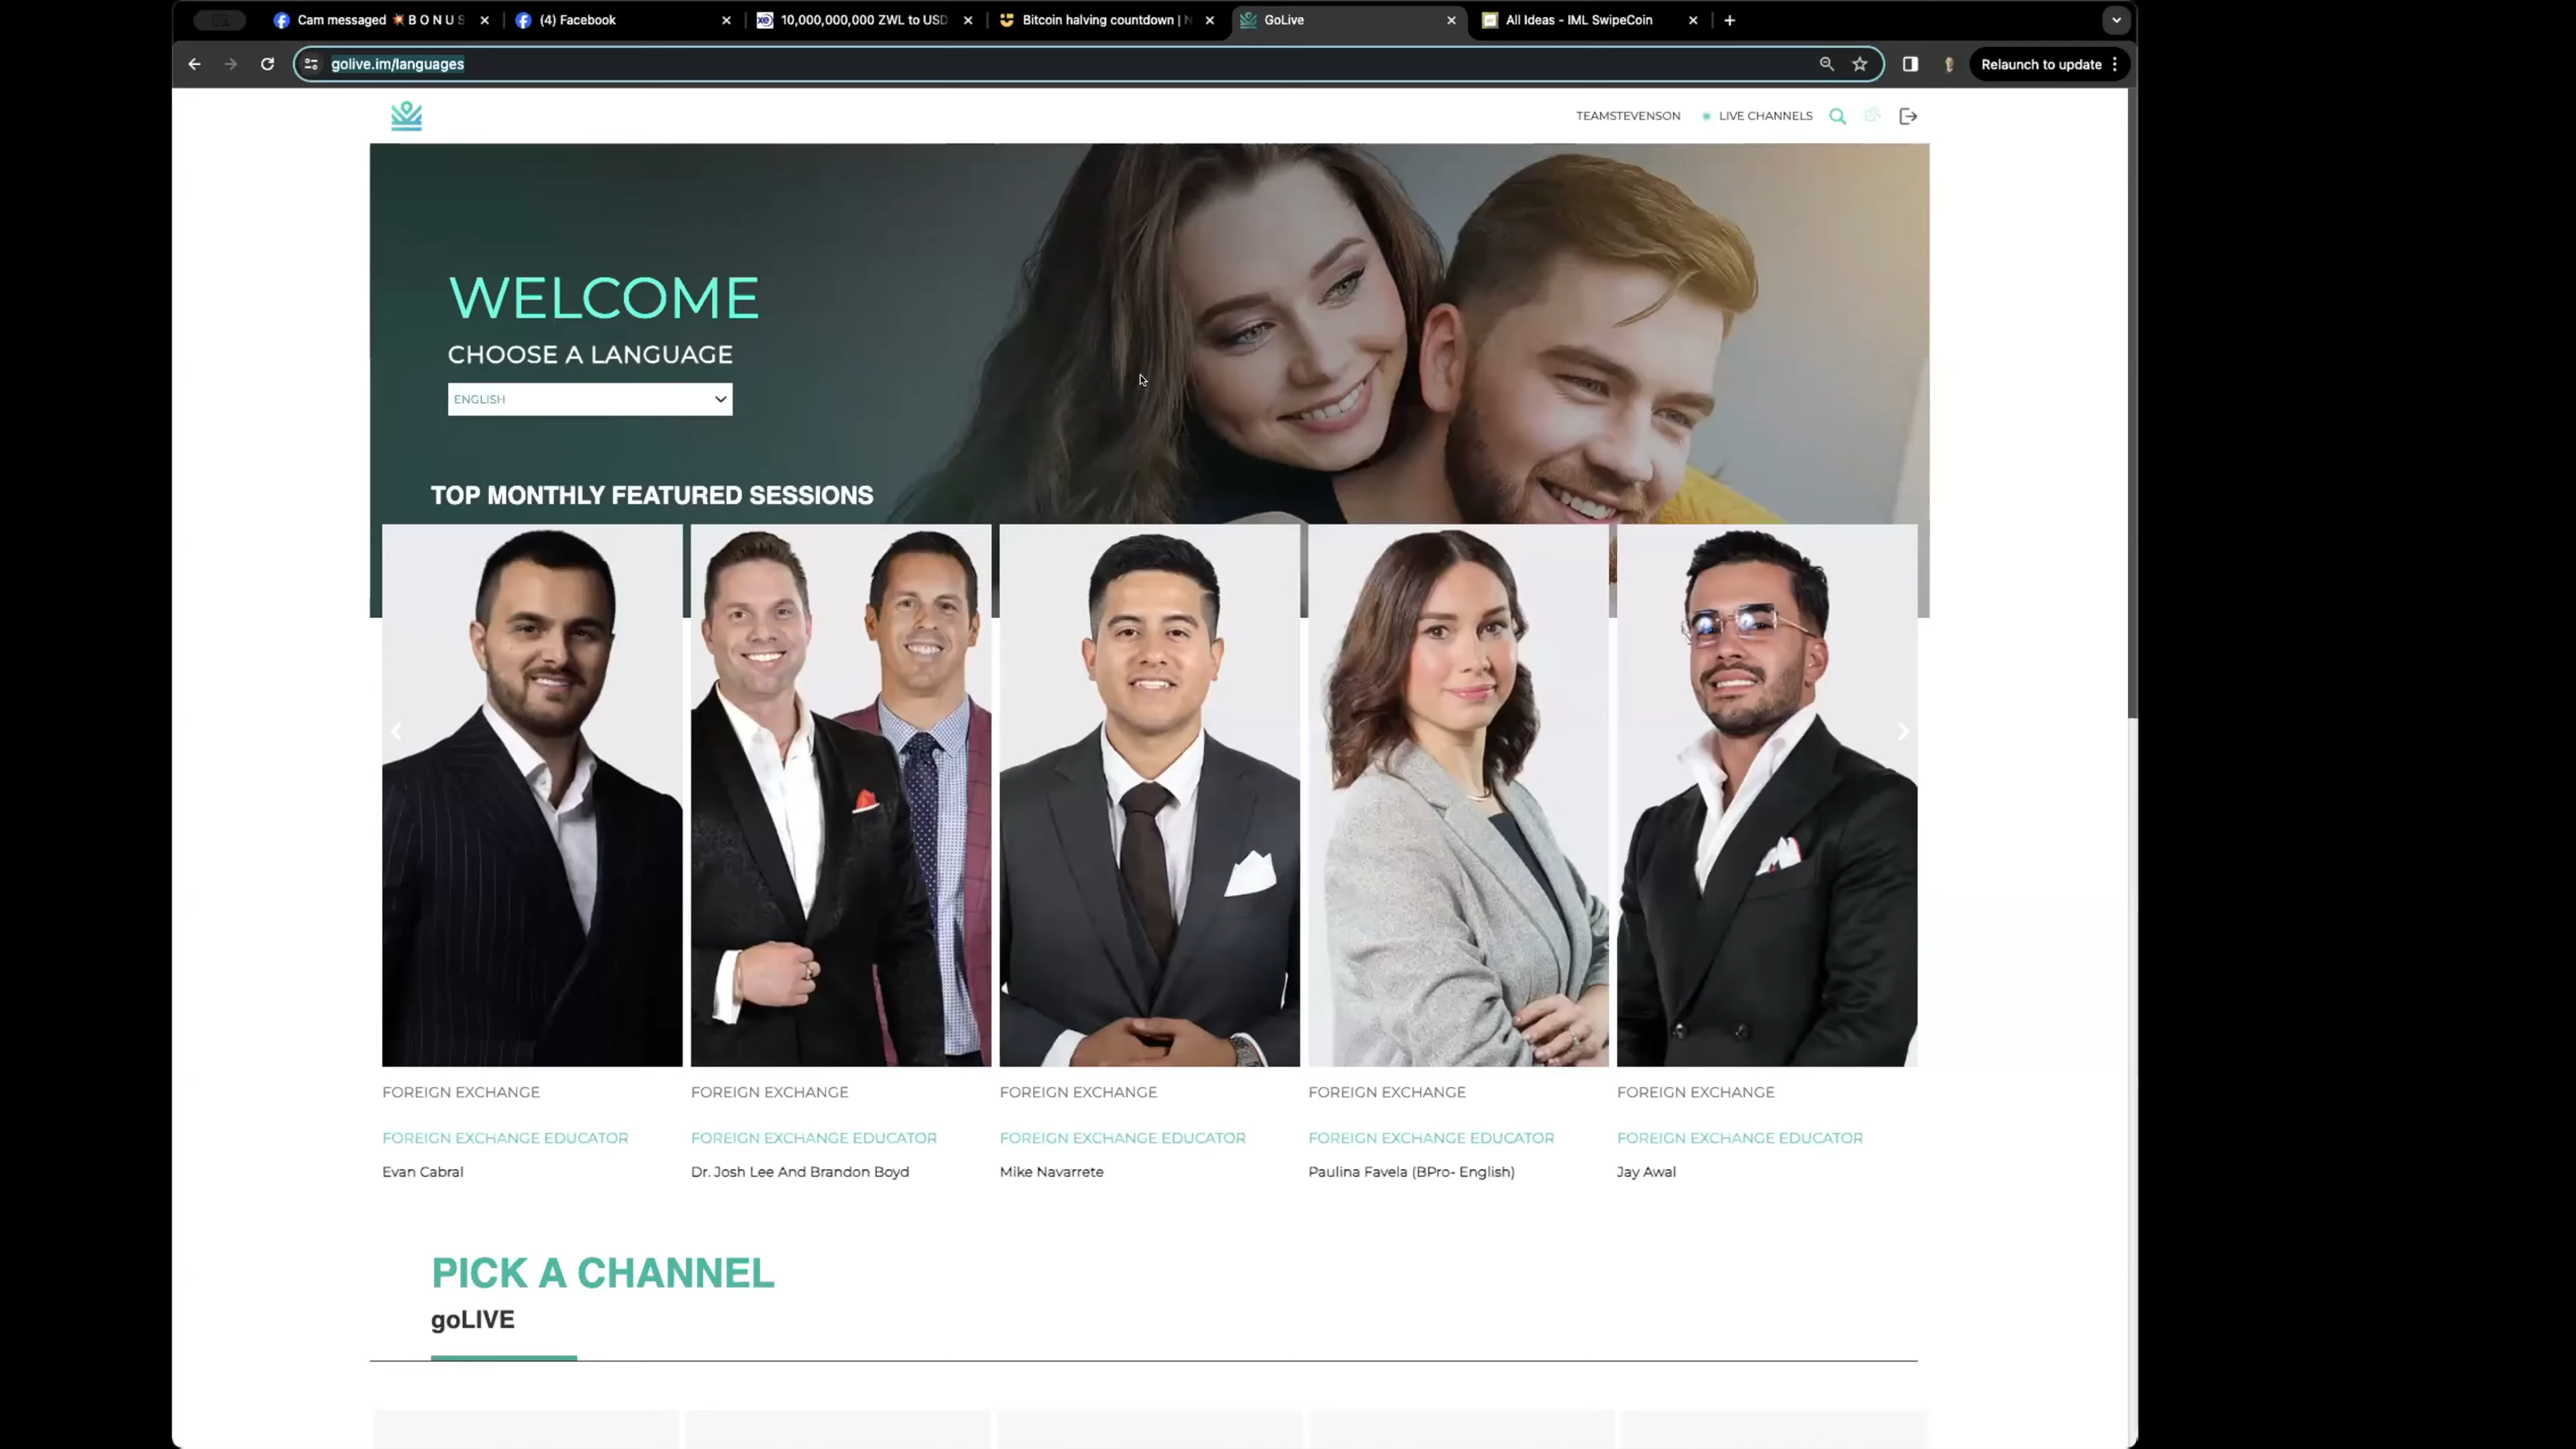 Cam messaged 💥 B O N U S
(4) Facebook
10,000,000,000 ZWL to USD
Bitcoin halving countdown | N
GoLive
All Ideas - IML SwipeCoin
golive.im/languages
Relaunch to update
TEAMSTEVENSON
LIVE CHANNELS
WELCOME
CHOOSE A LANGUAGE
ENGLISH
TOP MONTHLY FEATURED SESSIONS
FOREIGN EXCHANGE
FOREIGN EXCHANGE EDUCATOR
Evan Cabral
FOREIGN EXCHANGE
FOREIGN EXCHANGE EDUCATOR
Dr. Josh Lee And Brandon Boyd
FOREIGN EXCHANGE
FOREIGN EXCHANGE EDUCATOR
Mike Navarrete
FOREIGN EXCHANGE
FOREIGN EXCHANGE EDUCATOR
Paulina Favela (BPro- English)
FOREIGN EXCHANGE
FOREIGN EXCHANGE EDUCATOR
Jay Awal
PICK A CHANNEL
goLIVE